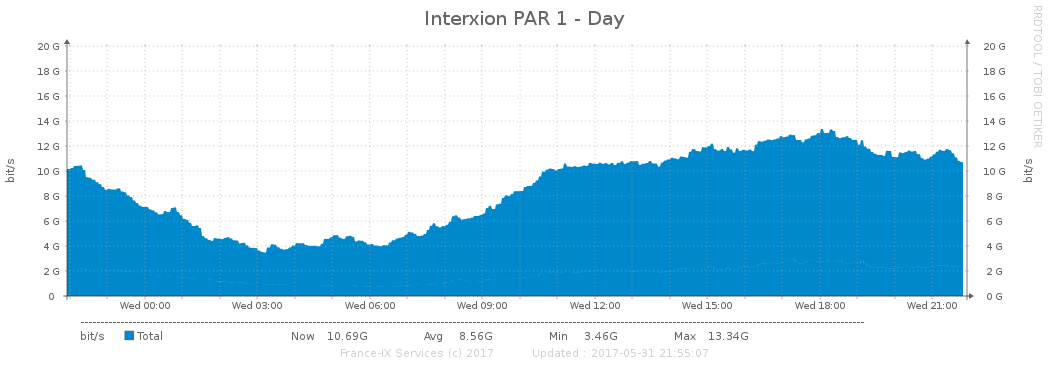 Interxion PAR 1 - Day
RRDTOOL / TOBI OETIKER
bit/s
20 G 20 G
18 G 18 G
16 G 16 G
14 G 14 G
12 G 12 G
10 G 10 G
8 G 8 G
6 G 6 G
4 G 4 G
2 G 2 G
0 0 G
bit/s
Wed 00:00 Wed 03:00 Wed 06:00 Wed 09:00 Wed 12:00 Wed 15:00 Wed 18:00 Wed 21:00
bit/s Total Now 10.69G Avg 8.56G Min 3.46G Max 13.34G
France-IX Services (c) 2017 Updated : 2017-05-31 21:55:07